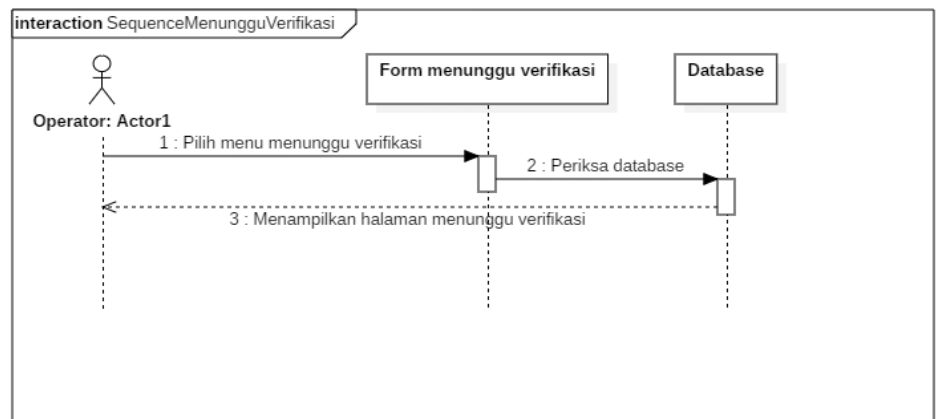 interaction SequenceMenungguVerifikasi
Form menunggu verifikasi
Database
Operator: Actor1
1 : Pilih menu menunggu verifikasi
2 : Periksa database
3 : Menampilkan halaman menunggu verifikasi